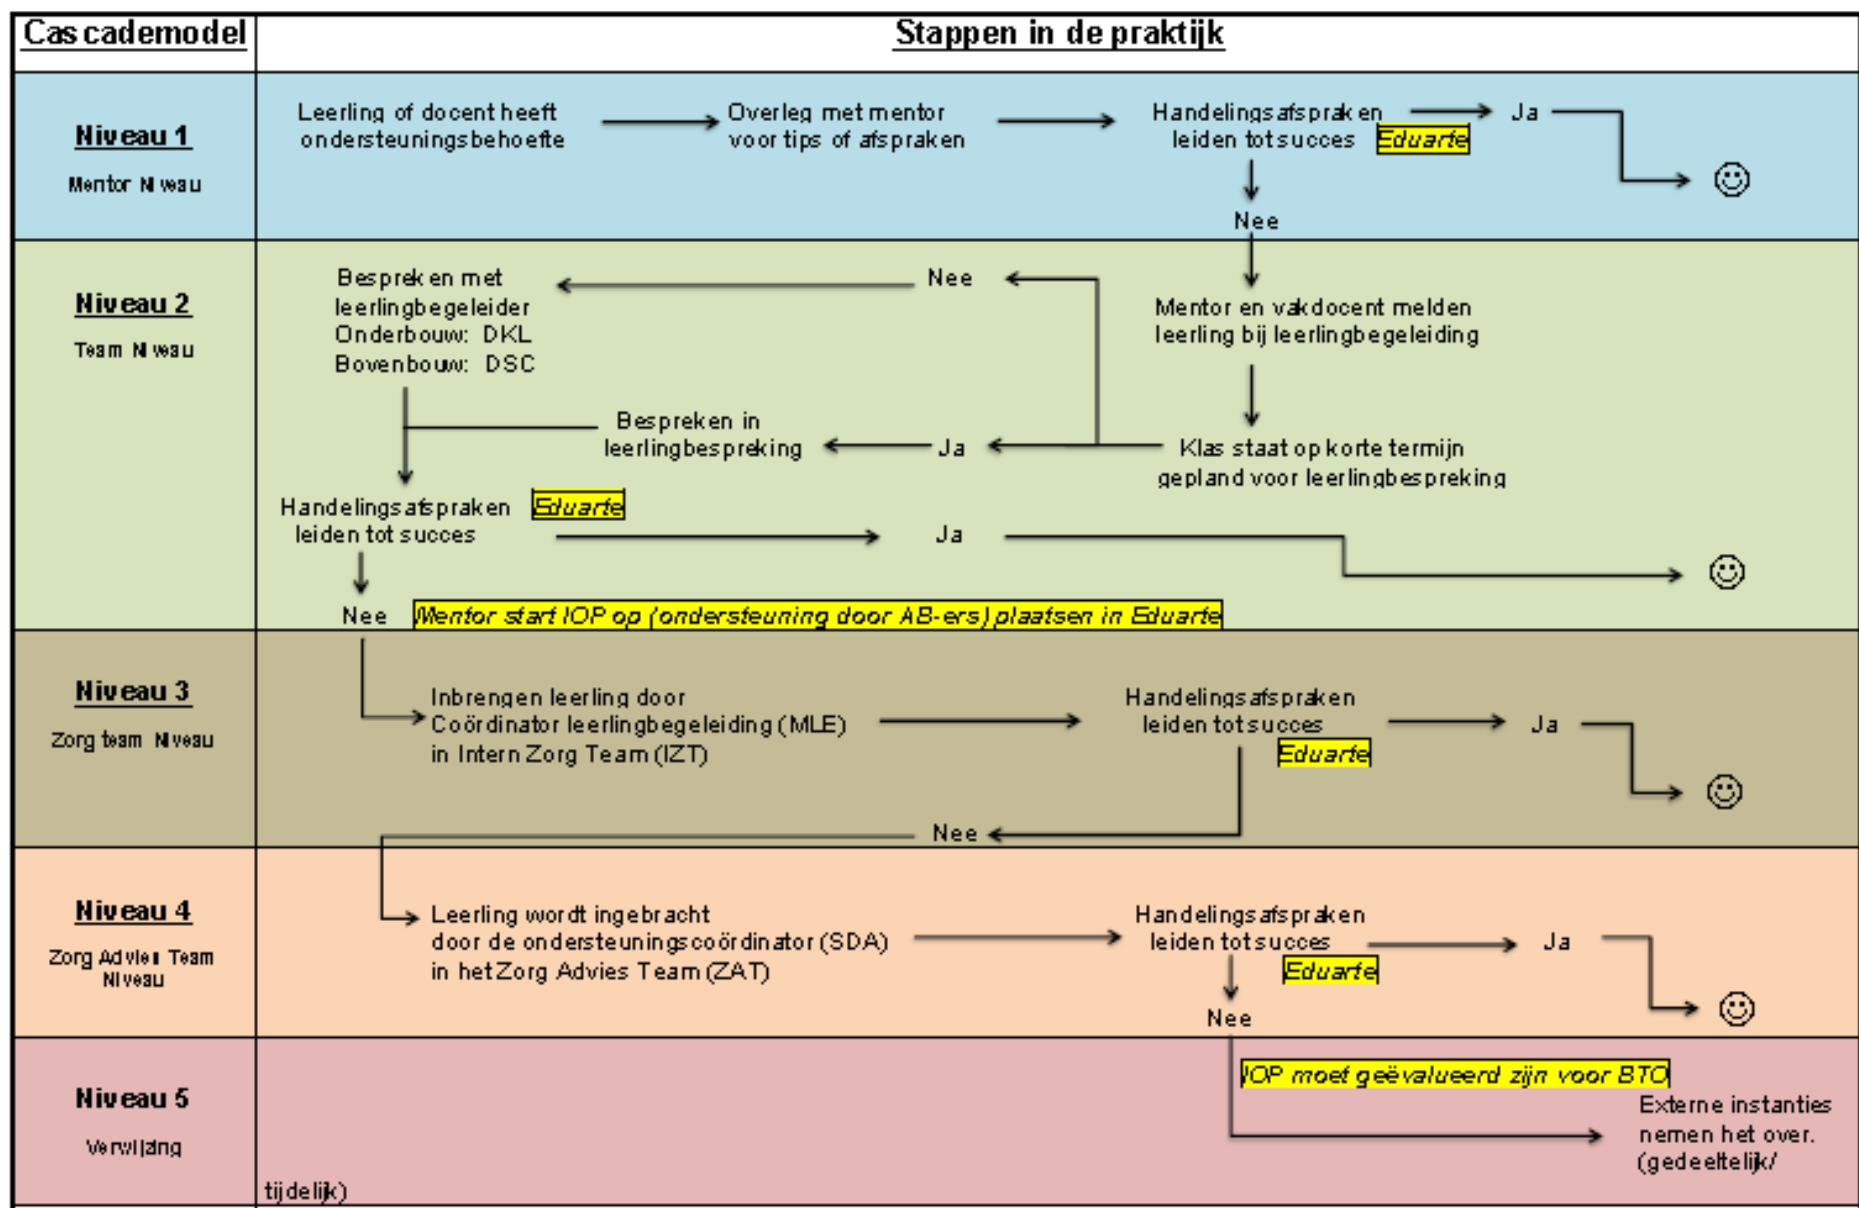 Cascademodel
Stappen in de praktijk
Niveau 1
Mentor Niveau
Leerling of docent heeft
ondersteuningsbehoefte
Overleg met mentor
voor tips of afspraken
Handelingsafspraken
leiden tot succes
Eduarte
Ja
Nee
Niveau 2
Team Niveau
Bespreken met
leerlingbegeleider
Onderbouw: DKL
Bovenbouw: DSC
Nee
Mentor en vakdocent melden
leerling bij leerlingbegeleiding
Bespreken in
leerlingbespreking
Ja
Klas staat op korte termijn
gepland voor leerlingbespreking
Handelingsafspraken
leiden tot succes
Eduarte
Ja
Nee
Mentor start IOP op (ondersteuning door AB-ers) plaatsen in Eduarte
Niveau 3
Zorg team Niveau
Inbrengen leerling door
Coördinator leerlingbegeleiding (MLE)
in Intern Zorg Team (IZT)
Handelingsafspraken
leiden tot succes
Eduarte
Ja
Nee
Niveau 4
Zorg Advies Team
Niveau
Leerling wordt ingebracht
door de ondersteuningscoördinator (SDA)
in het Zorg Advies Team (ZAT)
Handelingsafspraken
leiden tot succes
Eduarte
Ja
Nee
Niveau 5
Verwijzing
IOP moet geëvalueerd zijn voor BTO
Externe instanties
nemen het over.
(gedeeltelijk/
tijdelijk)